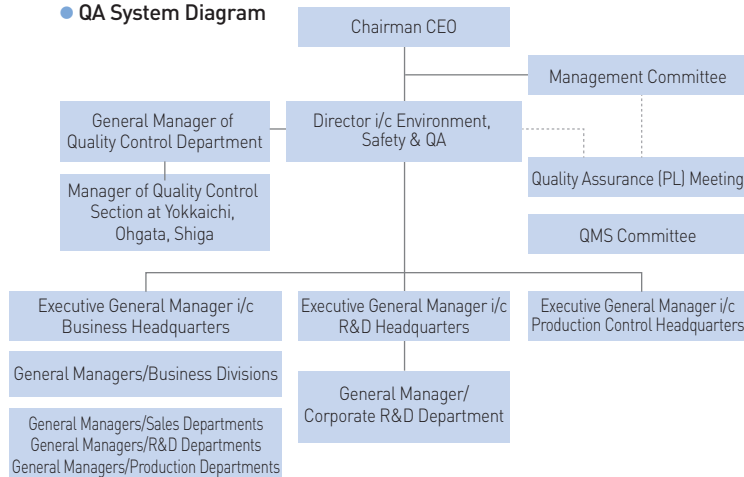 QA System Diagram
Chairman CEO
Management Committee
General Manager of
Quality Control Department
Director i/c Environment,
Safety & QA
Manager of Quality Control
Section at Yokkaichi,
Ohgata, Shiga
Quality Assurance (PL) Meeting
QMS Committee
Executive General Manager i/c
Business Headquarters
Executive General Manager i/c
R&D Headquarters
Executive General Manager i/c
Production Control Headquarters
General Managers/Business Divisions
General Manager/
Corporate R&D Department
General Managers/Sales Departments
General Managers/R&D Departments
General Managers/Production Departments